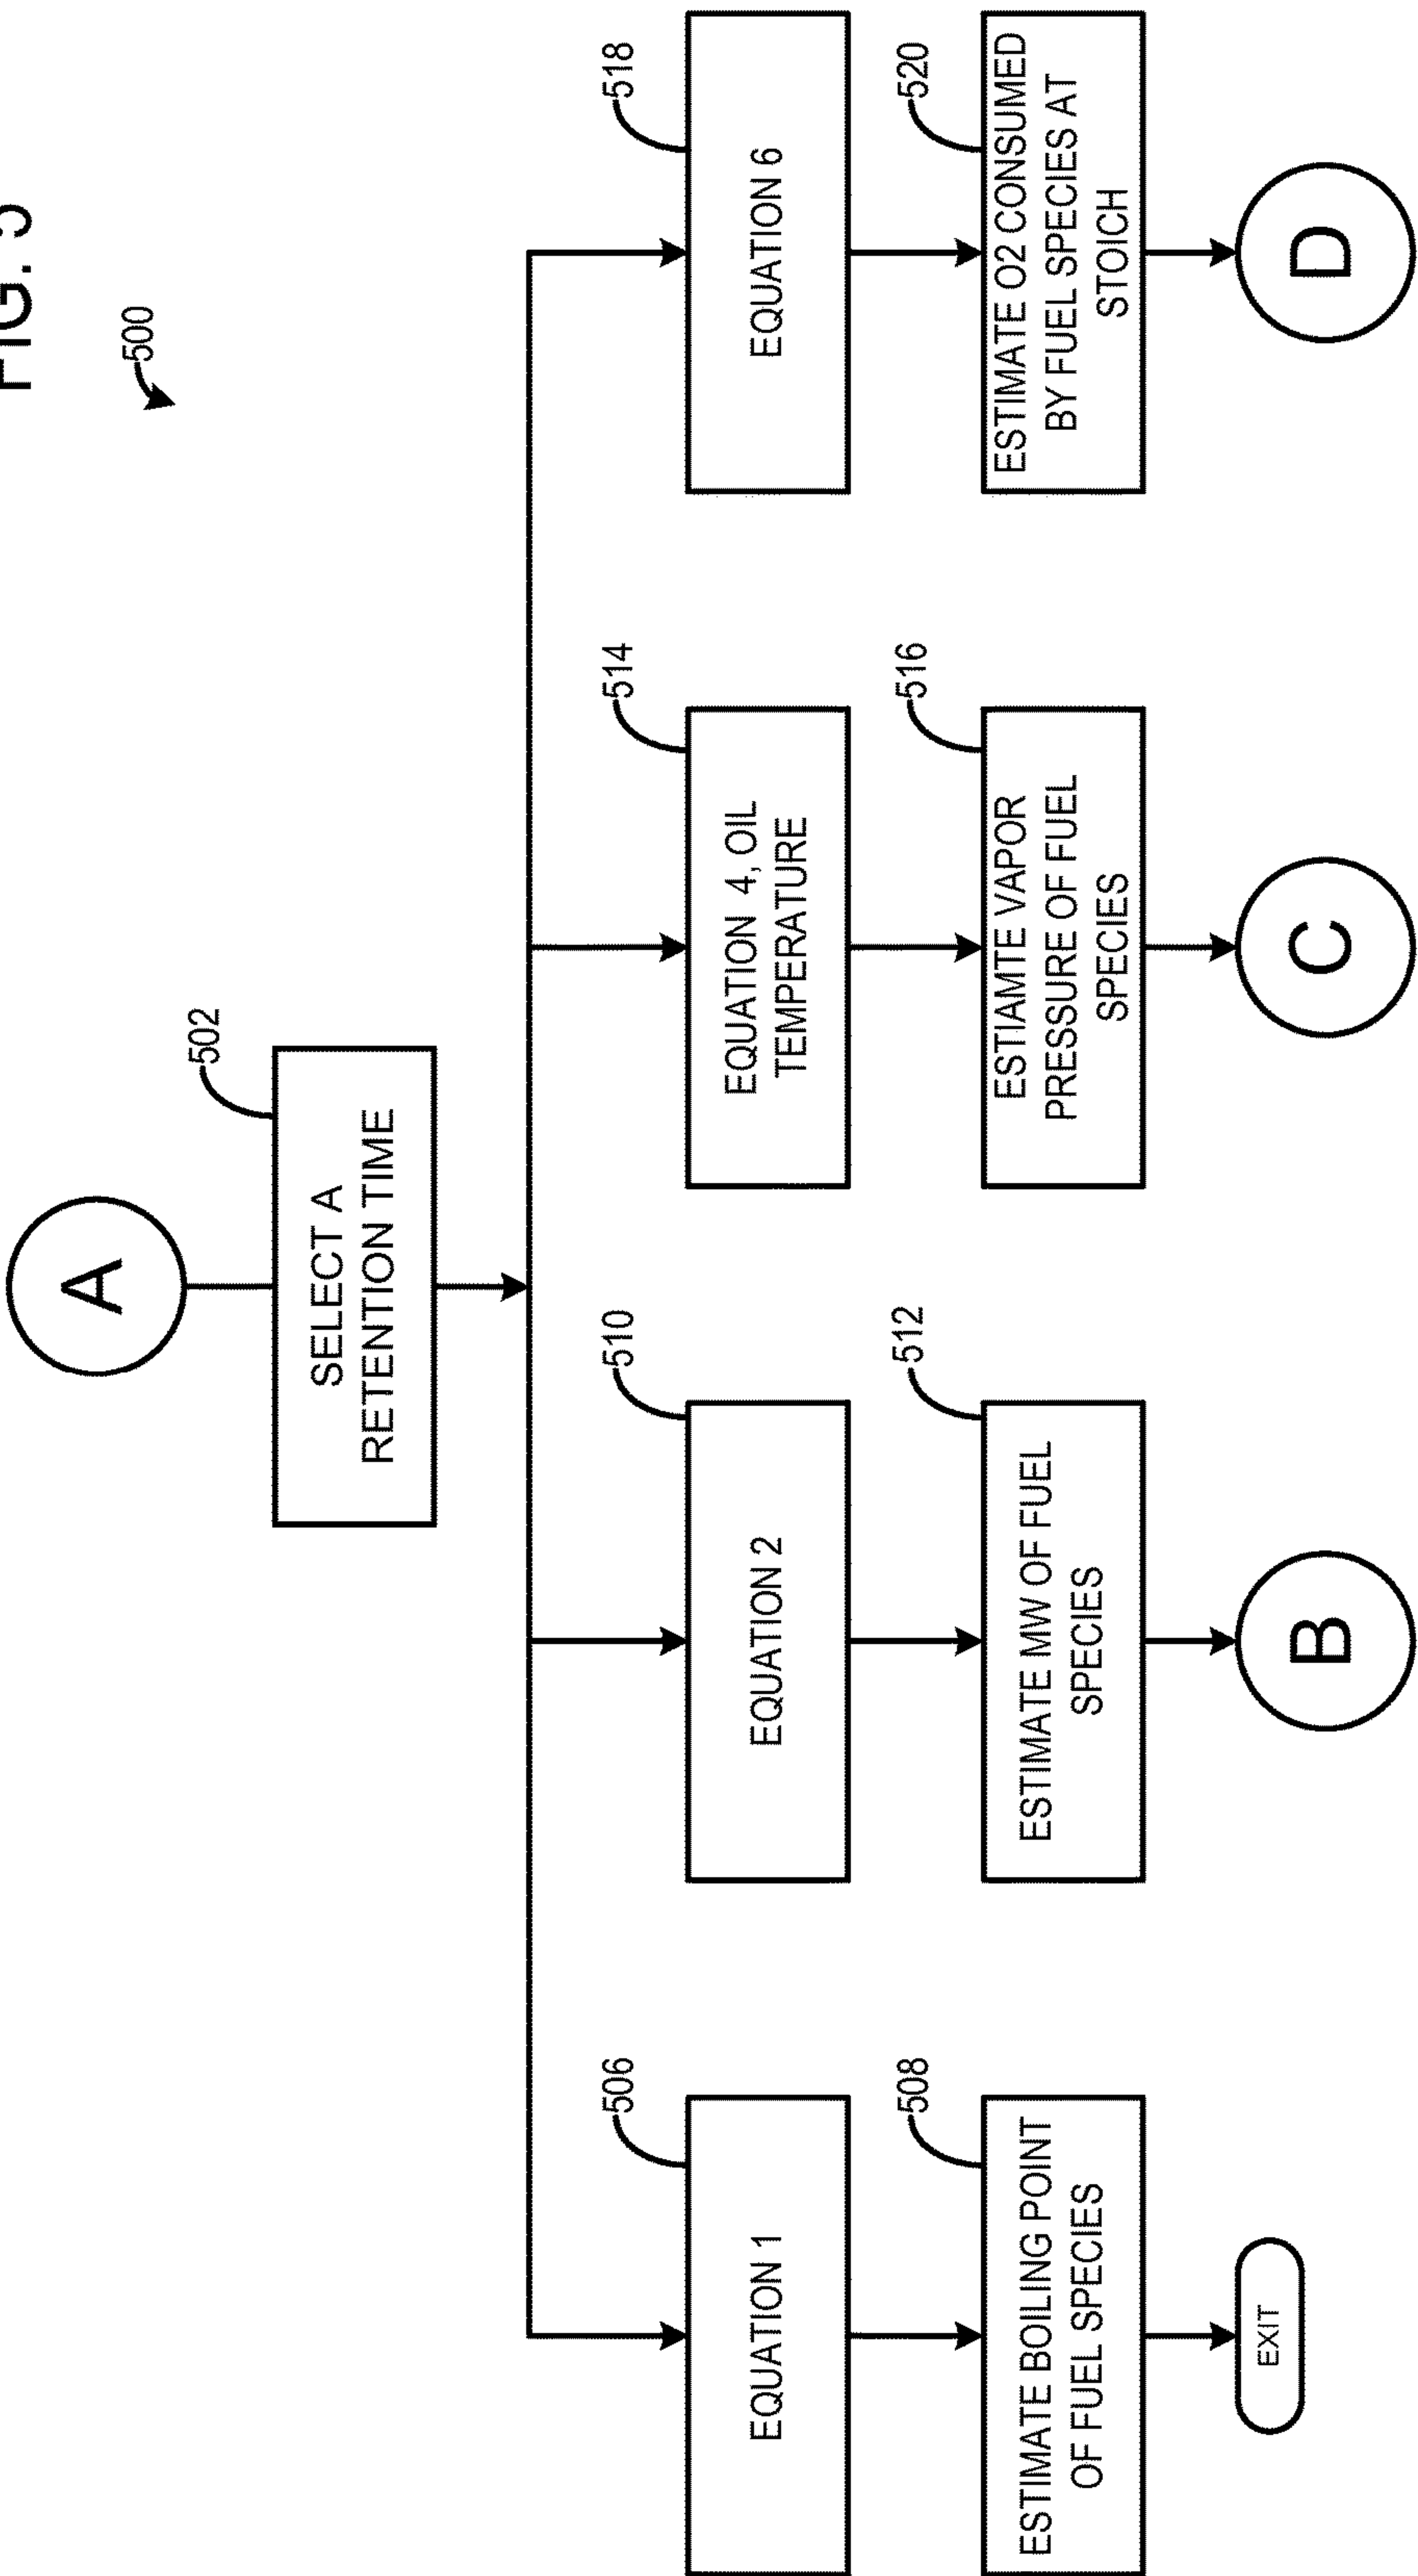 FIG. 5
500
A
502
SELECT A
RETENTION TIME
506
EQUATION 1
510
EQUATION 2
514
EQUATION 4, OIL
TEMPERATURE
518
EQUATION 6
508
ESTIMATE BOILING POINT
OF FUEL SPECIES
512
ESTIMATE MW OF FUEL
SPECIES
516
ESTIAMTE VAPOR
PRESSURE OF FUEL
SPECIES
520
ESTIMATE O2 CONSUMED
BY FUEL SPECIES AT
STOICH
EXIT
B
C
D